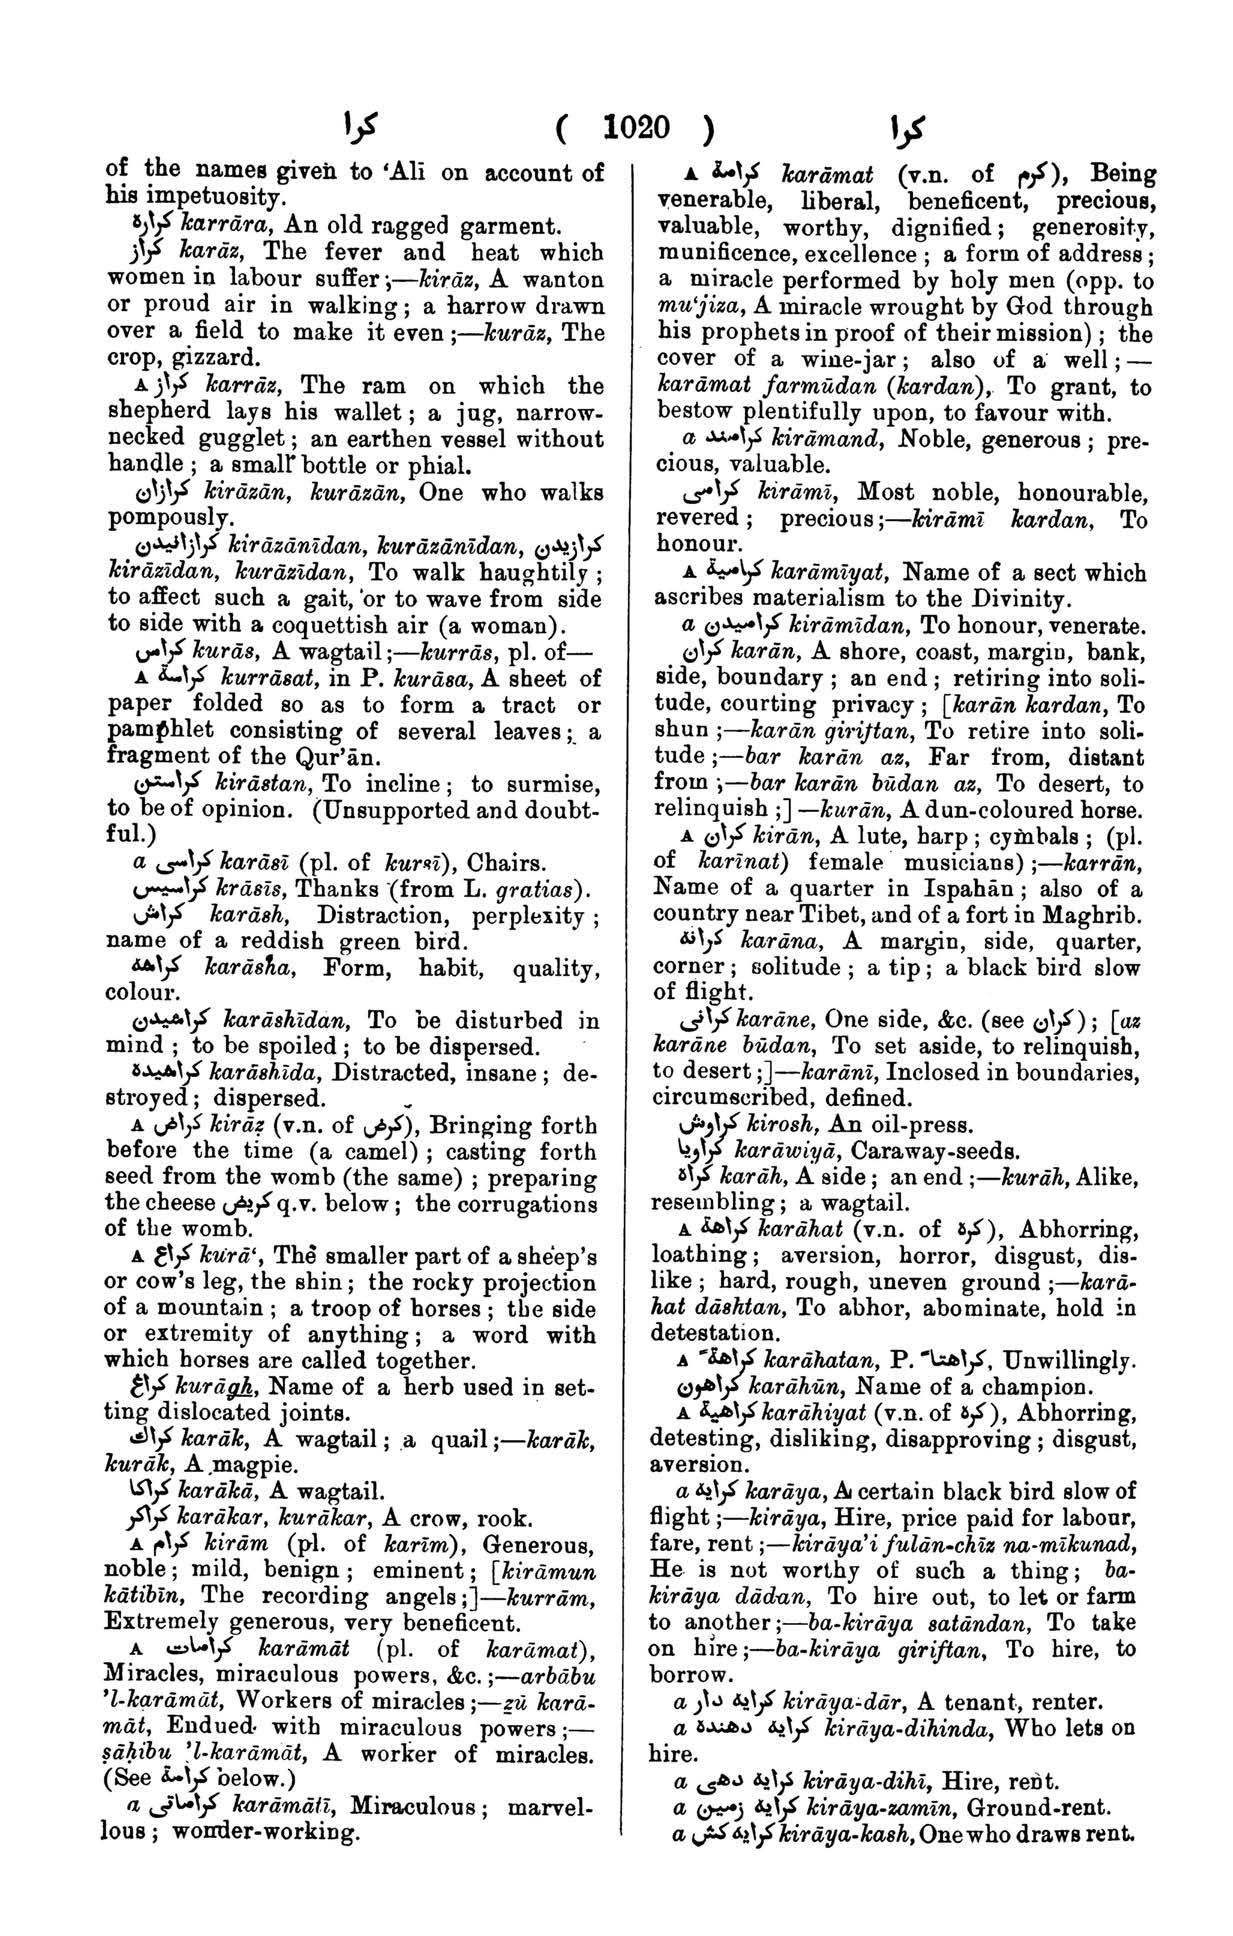 کرا ( 1020 ) کرا
of the names given to ‘Alī on account of
his impetuosity.
کراره karrāra, An old ragged garment.
کراز karāz, The fever and heat which
women in labour suffer;—kirāz, A wanton
or proud air in walking; a harrow drawn
over a field to make it even;—kurāz, The
crop, gizzard.
A کراز karrāz, The ram on which the
shepherd lays his wallet; a jug, narrow-
necked gugglet; an earthen vessel without
handle; a small bottle or phial.
کرازان kirāzān, kurāzān, One who walks
pompously.
کرازانیدن kirāzānīdan, kurāzānīdan, کرازیدن
kirāzīdan, kurāzīdan, To walk haughtily;
to affect such a gait, or to wave from side
to side with a coquettish air (a woman).
کراس kurās, A wagtail;—kurrās, pl. of—
A کراسة kurrāsat, in P. kurāsa, A sheet of
paper folded so as to form a tract or
pamphlet consisting of several leaves; a
fragment of the Qur’ān.
کراستن kirāstan, To incline; to surmise,
to be of opinion. (Unsupported and doubt-
ful.)
a کراسی karāsī (pl. of kursī), Chairs.
کراسیس krāsīs, Thanks (from L. gratias).
کراش karāsh, Distraction, perplexity;
name of a reddish green bird.
کراشه karāsha, Form, habit, quality,
colour.
کراشیدن karāshīdan, To be disturbed in
mind; to be spoiled; to be dispersed.
کراشیده karāshīda, Distracted, insane; de-
stroyed; dispersed.
A کراض kirāẓ (v.n. of کرض), Bringing forth
before the time (a camel); casting forth
seed from the womb (the same); preparing
the cheese کریض q.v. below; the corrugations
of the womb.
A کراع kurā‘, The smaller part of a sheep’s
or cow’s leg, the shin; the rocky projection
of a mountain; a troop of horses; the side
or extremity of anything; a word with
which horses are called together.
کراغ kurāgh, Name of a herb used in set-
ting dislocated joints.
کراك karāk, A wagtail; a quail;—karāk,
kurāk, A magpie.
کراکا karākā, A wagtail.
کراکر karākar, kurākar, A crow, rook.
A کرام kirām (pl. of karīm), Generous,
noble; mild, benign; eminent; [kirāmun
kātibīn, The recording angels;]—kurrām,
Extremely generous, very beneficent.
A کرامات karāmāt (pl. of karāmat),
Miracles, miraculous powers, &c.;—arbābu
’l-karāmāt, Workers of miracles;—ẕū karā-
māt, Endued with miraculous powers;—
ṣāḥibu ’l-karāmāt, A worker of miracles.
(See کرامة below.)
a کراماتی karāmātī, Miraculous; marvel-
lous; wonder-working.
A کرامة karāmat (v.n. of کرم), Being
venerable, liberal, beneficent, precious,
valuable, worthy, dignified; generosity,
munificence, excellence; a form of address;
a miracle performed by holy men (opp. to
mu‘jiza, A miracle wrought by God through
his prophets in proof of their mission); the
cover of a wine-jar; also of a well;—
karāmat farmūdan (kardan), To grant, to
bestow plentifully upon, to favour with.
a کرامند kirāmand, Noble, generous; pre-
cious, valuable.
کرامی kirāmī, Most noble, honourable,
revered; precious;—kirāmī kardan, To
honour.
A کرامیة karāmīyat, Name of a sect which
ascribes materialism to the Divinity.
a کرامیدن kirāmīdan, To honour, venerate.
کران karān, A shore, coast, margin, bank,
side, boundary; an end; retiring into soli-
tude, courting privacy; [karān kardan, To
shun;—karān giriftan, To retire into soli-
tude;—bar karān az, Far from, distant
from;—bar karān būdan az, To desert, to
relinquish;]—kurān, A dun-coloured horse.
A کران kirān, A lute, harp; cymbals; (pl.
of karīnat) female musicians);—karrān,
Name of a quarter in Ispahān; also of a
country near Tibet, and of a fort in Maghrib.
کرانه karāna, A margin, side, quarter,
corner; solitude; a tip; a black bird slow
of flight.
کرانی karāne, One side, &c. (see کران); [az
karāne būdan, To set aside, to relinquish,
to desert;]—karānī, Inclosed in boundaries,
circumscribed, defined.
کراوش kirosh, An oil-press.
کراویا karāwiyā, Caraway-seeds.
کراه karāh, A side; an end;—kurāh, Alike,
resembling; a wagtail.
A کراهة karāhat (v.n. of کره), Abhorring,
loathing; aversion, horror, disgust, dis-
like; hard, rough, uneven ground;—karā-
hat dāshtan, To abhor, abominate, hold in
detestation.
A کراهةً karāhatan, P. کراهتاً, Unwillingly.
کراهون karāhūn, Name of a champion.
A کراهیة karāhiyat (v.n. of کره), Abhorring,
detesting, disliking, disapproving; disgust,
aversion.
a کرایه karāya, A certain black bird slow of
flight;—kirāya, Hire, price paid for labour,
fare, rent;—kirāya’i fulān-chīz na-mīkunad,
He is not worthy of such a thing; ba-
kirāya dādan, To hire out, to let or farm
to another;—ba-kirāya satāndan, To take
on hire;—ba-kirāya giriftan, To hire, to
borrow.
a کرایه دار kirāya-dār, A tenant, renter.
a کرایه دهنده kirāya-dihinda, Who lets on
hire.
a کرایه دهی kirāya-dihī, Hire, rent.
a کرایه زمین kirāya-zamīn, Ground-rent.
a کرایه کش kirāya-kash, One who draws rent.